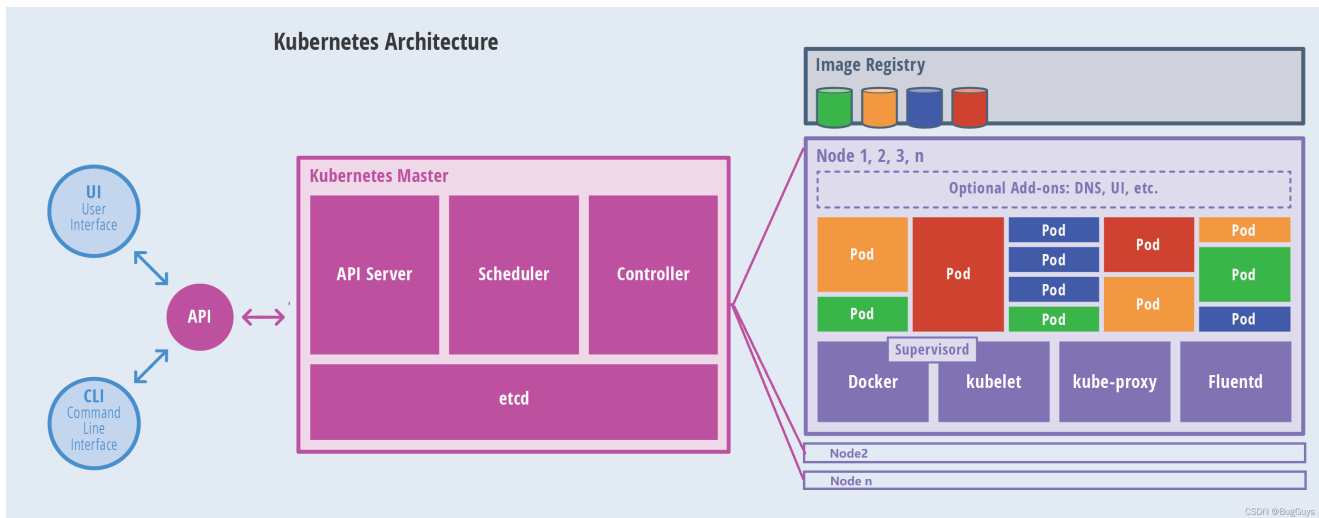 Kubernetes Architecture
UI
User
Interface
API
CLI
Command
Line
Interface
Kubernetes Master
API Server
Scheduler
Controller
etcd
Image Registry
Node 1, 2, 3, n
Optional Add-ons: DNS, UI, etc.
Pod
Pod
Pod
Pod
Pod
Pod
Pod
Pod
Pod
Pod
Pod
Pod
Supervisord
Docker
kubelet
kube-proxy
Fluentd
Node2
Node n
CSDN @BugGuys